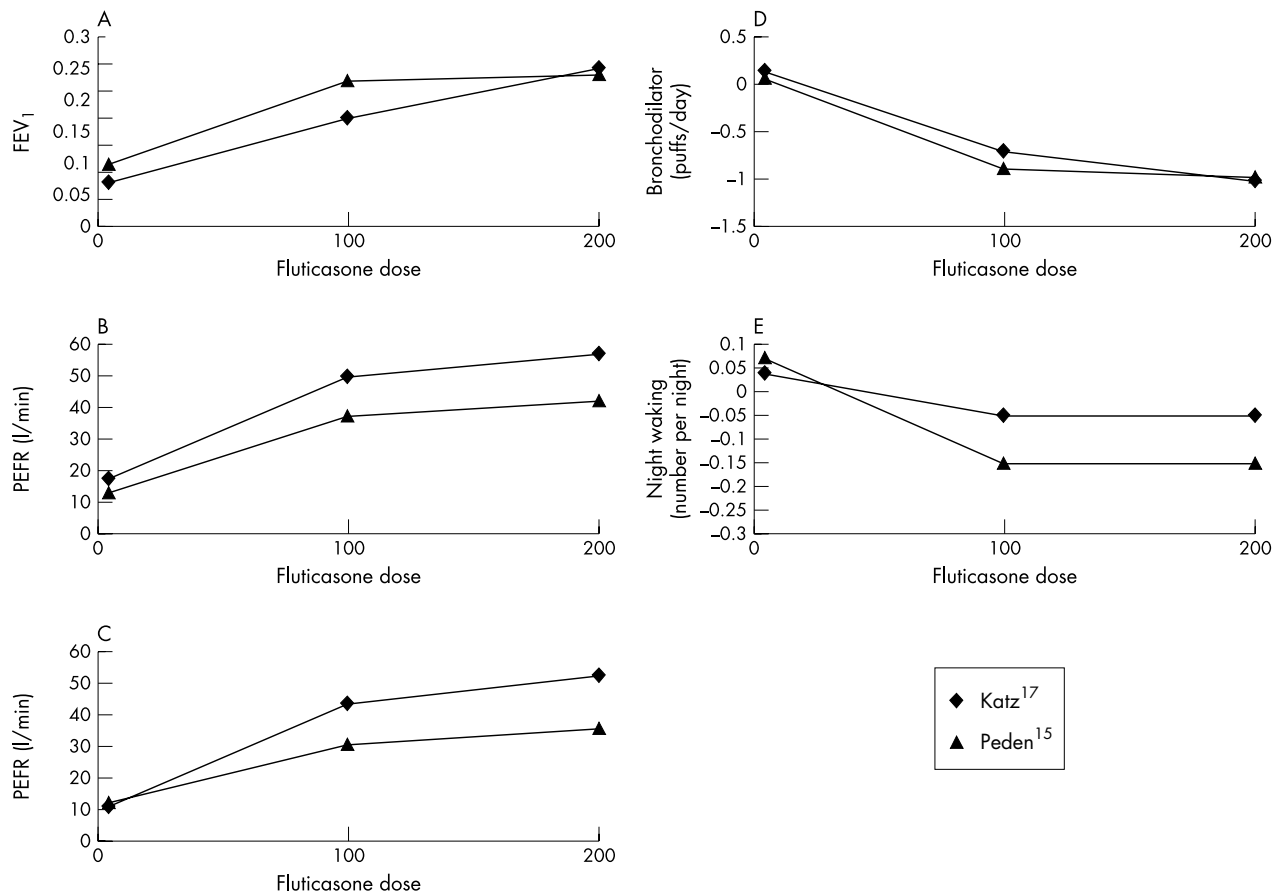 A
0.3
0.25
0.2
0.15
0.1
0.05
0
FEV1
0
100
200
Fluticasone dose
B
60
50
40
30
20
10
0
PEFR (l/min)
0
100
200
Fluticasone dose
C
60
50
40
30
20
10
0
PEFR (l/min)
0
100
200
Fluticasone dose
D
0.5
0
–0.5
–1
–1.5
Bronchodilator
(puffs/day)
0
100
200
Fluticasone dose
E
0.1
0.05
0
–0.05
–0.1
–0.15
–0.2
–0.25
–0.3
Night waking
(number per night)
0
100
200
Fluticasone dose
Katz17
Peden15